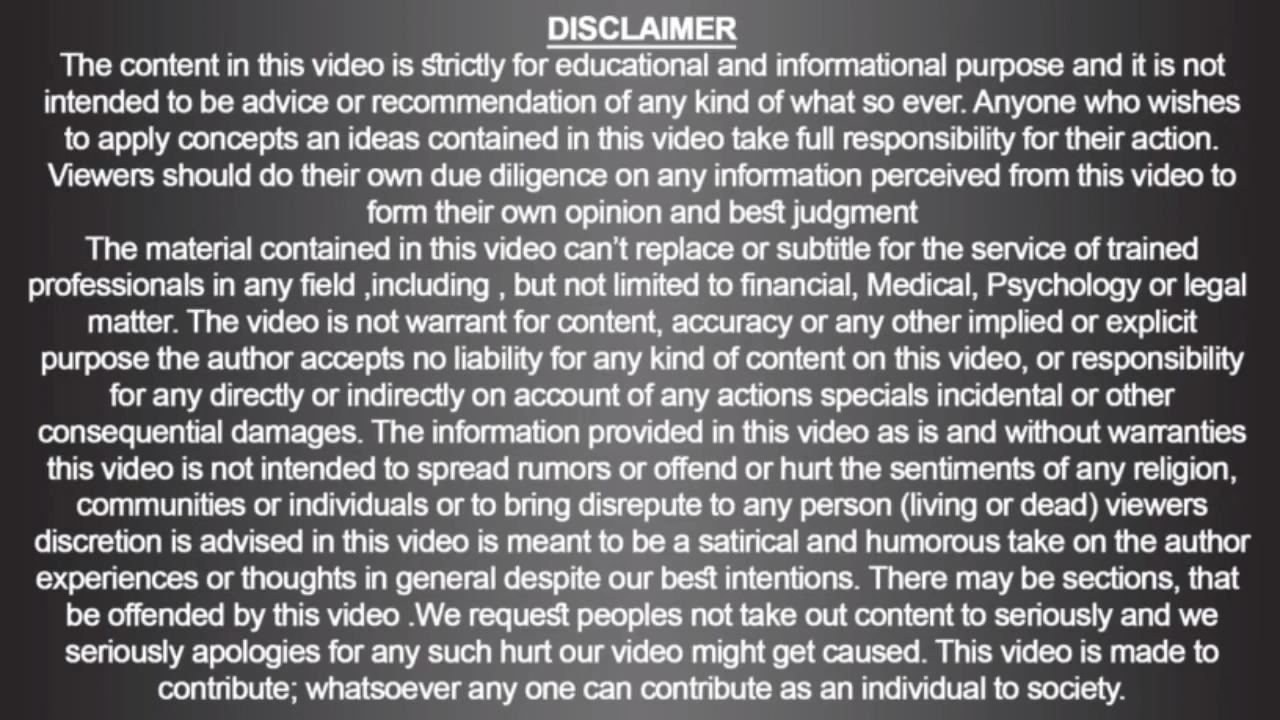 DISCLAIMER
The content in this video is strictly for educational and informational purpose and it is not
intended to be advice or recommendation of any kind of what so ever. Anyone who wishes
to apply concepts an ideas contained in this video take full responsibility for their action.
Viewers should do their own due diligence on any information perceived from this video to
form their own opinion and best judgment
The material contained in this video can't replace or subtitle for the service of trained
professionals in any field ,including , but not limited to financial, Medical, Psychology or legal
matter. The video is not warrant for content, accuracy or any other implied or explicit
purpose the author accepts no liability for any kind of content on this video, or responsibility
for any directly or indirectly on account of any actions specials incidental or other
consequential damages. The information provided in this video as is and without warranties
this video is not intended to spread rumors or offend or hurt the sentiments of any religion,
communities or individuals or to bring disrepute to any person (living or dead) viewers
discretion is advised in this video is meant to be a satirical and humorous take on the author
experiences or thoughts in general despite our best intentions. There may be sections, that
be offended by this video .We request peoples not take out content to seriously and we
seriously apologies for any such hurt our video might get caused. This video is made to
contribute; whatsoever any one can contribute as an individual to society.